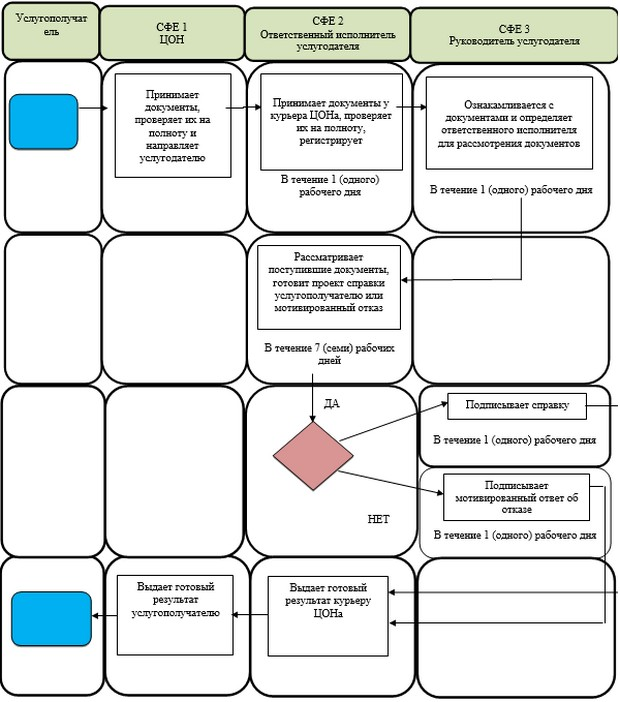 Услугополучат
ель
СФЕ 1
ЦОН
СФЕ 2
Ответственный исполнитель
услугодателя
СФЕ 3
Руководитель услугодателя
Принимает
документы,
проверяет их на
полноту и
направляет
услугодателю
Принимает документы у
курьера ЦОНа, проверяет
их на полноту,
регистрирует
В течение 1 (одного)
рабочего дня
Ознакамливается с
документами и определяет
ответственного исполнителя
для рассмотрения документов
В течение 1 (одного) рабочего дня
Рассматривает
поступившие документы,
готовит проект справки
услугополучателю или
мотивированный отказ
В течение 7 (семи) рабочих
дней
ДА
Подписывает справку
В течение 1 (одного) рабочего дня
НЕТ
Подписывает
мотивированный ответ об
отказе
В течение 1 (одного) рабочего дня
Выдает готовый
результат
услугополучателю
Выдает готовый
результат курьеру
ЦОНа